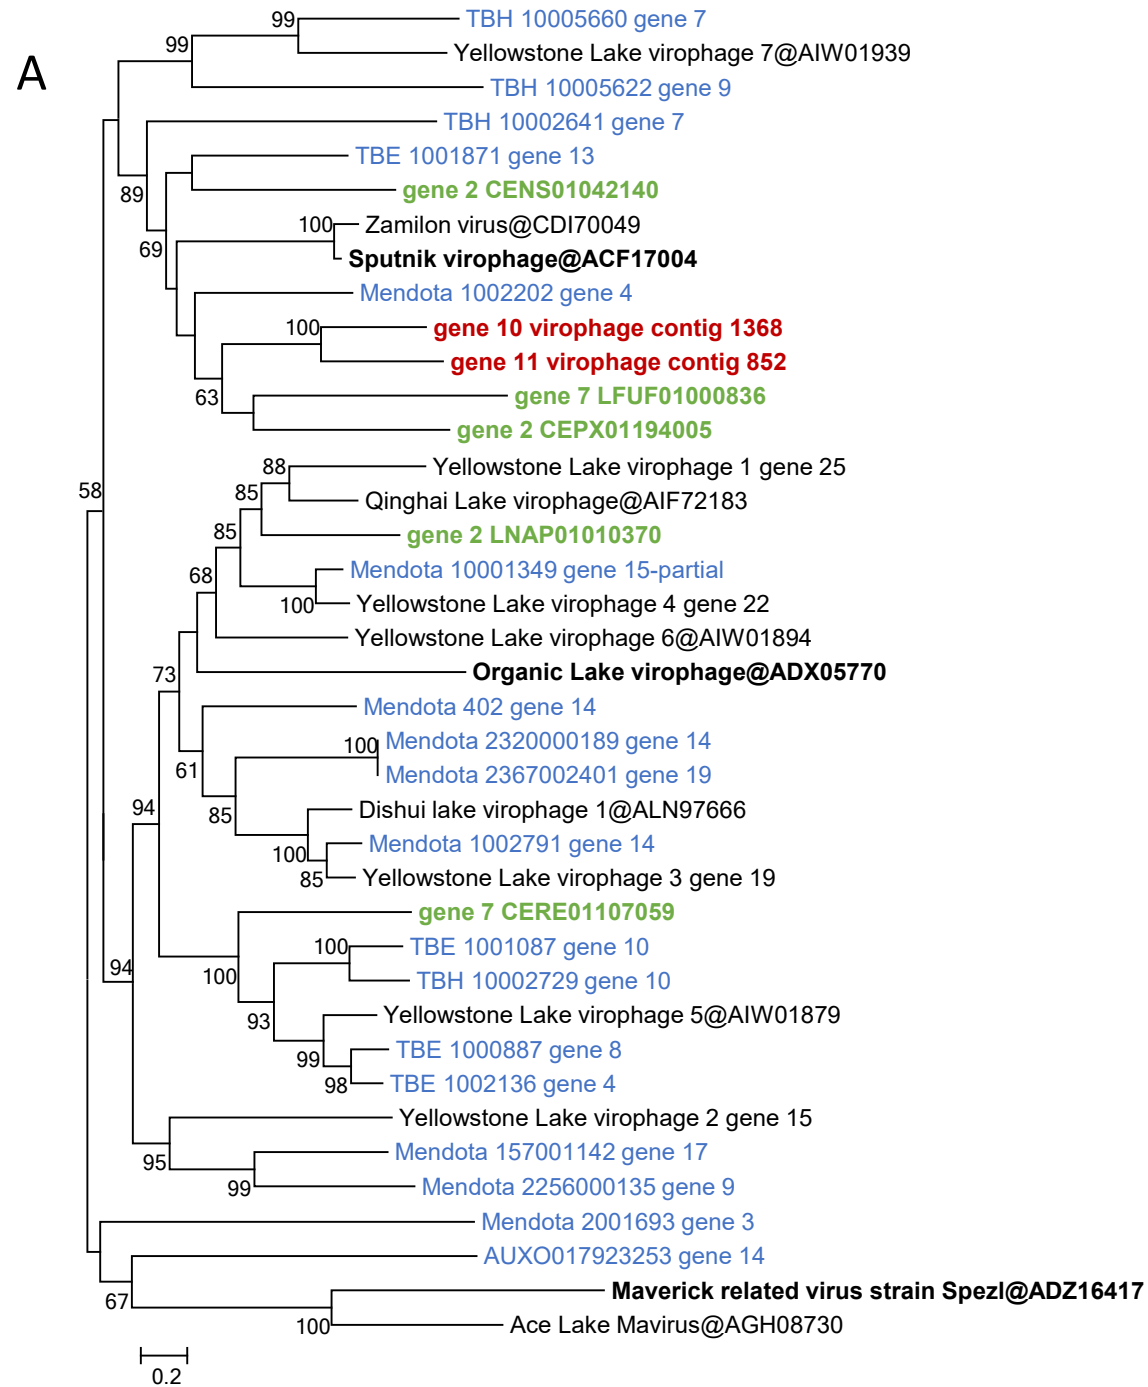 A
99
TBH 10005660 gene 7
99
Yellowstone Lake virophage 7@AIW01939
TBH 10005622 gene 9
TBH 10002641 gene 7
TBE 1001871 gene 13
89
gene 2 CENS01042140
100
Zamilon virus@CDI70049
69
Sputnik virophage@ACF17004
Mendota 1002202 gene 4
100
gene 10 virophage contig 1368
gene 11 virophage contig 852
63
gene 7 LFUF01000836
gene 2 CEPX01194005
88
Yellowstone Lake virophage 1 gene 25
58
85
Qinghai Lake virophage@AIF72183
85
gene 2 LNAP01010370
68
Mendota 10001349 gene 15-partial
100
Yellowstone Lake virophage 4 gene 22
Yellowstone Lake virophage 6@AIW01894
73
Organic Lake virophage@ADX05770
Mendota 402 gene 14
100
Mendota 2320000189 gene 14
61
Mendota 2367002401 gene 19
94
85
Dishui lake virophage 1@ALN97666
100
Mendota 1002791 gene 14
85
Yellowstone Lake virophage 3 gene 19
gene 7 CERE01107059
100
TBE 1001087 gene 10
94
100
TBH 10002729 gene 10
93
Yellowstone Lake virophage 5@AIW01879
99
TBE 1000887 gene 8
98
TBE 1002136 gene 4
Yellowstone Lake virophage 2 gene 15
95
Mendota 157001142 gene 17
99
Mendota 2256000135 gene 9
Mendota 2001693 gene 3
AUXO017923253 gene 14
67
Maverick related virus strain Spezl@ADZ16417
100
Ace Lake Mavirus@AGH08730
0.2